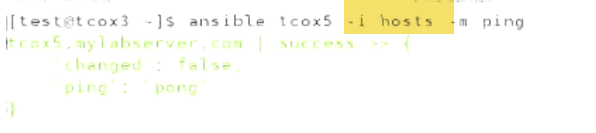 [test@tcox3 ~]$ ansible tcox5 -i hosts -m ping
tcox5.mylabserver.com | success >> {
    "changed": false,
    "ping": "pong"
}